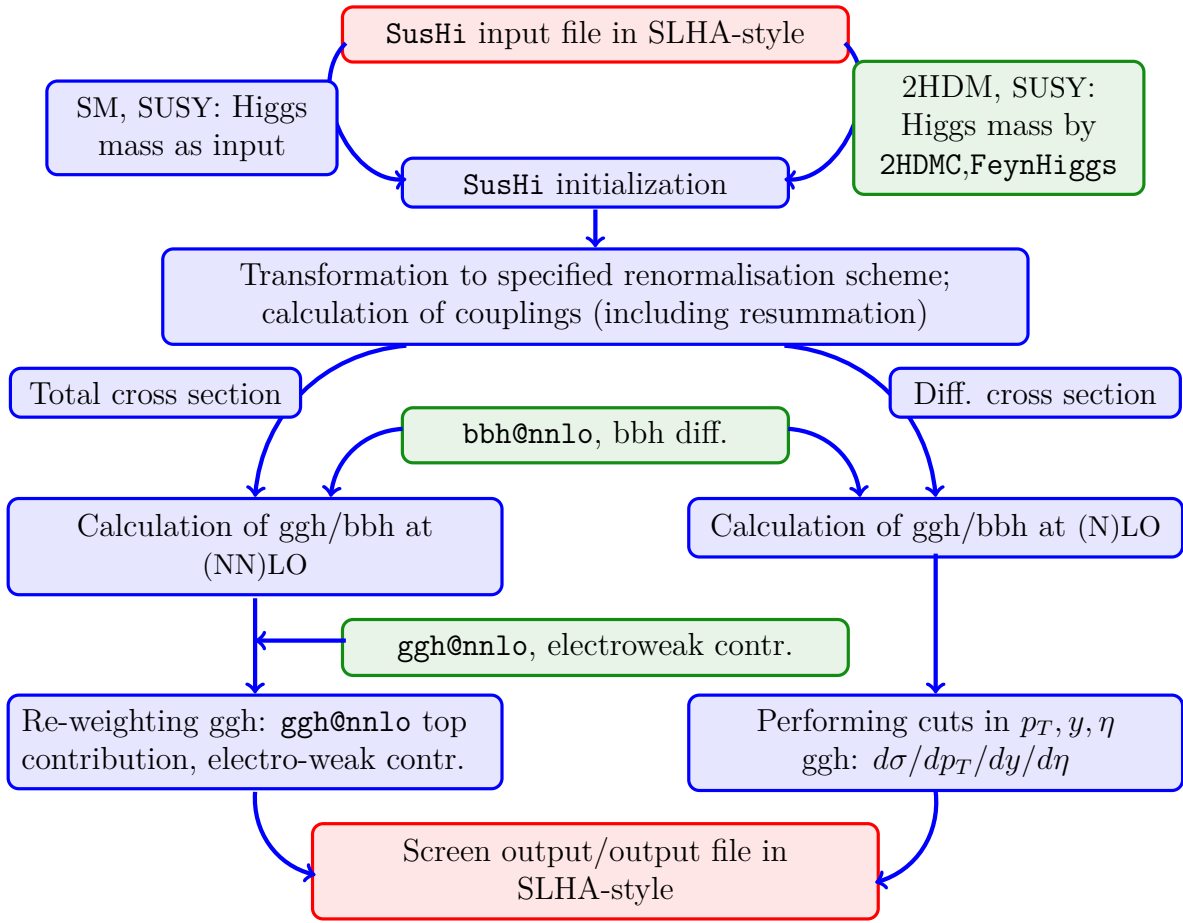 SusHi input file in SLHA-style
SM, SUSY: Higgs
mass as input
2HDM, SUSY:
Higgs mass by
2HDMC,FeynHiggs
SusHi initialization
Transformation to specified renormalisation scheme;
calculation of couplings (including resummation)
Total cross section
Diff. cross section
bbh@nnlo, bbh diff.
Calculation of ggh/bbh at
(NN)LO
Calculation of ggh/bbh at (N)LO
ggh@nnlo, electroweak contr.
Re-weighting ggh: ggh@nnlo top
contribution, electro-weak contr.
Performing cuts in p_T, y, η
ggh: dσ/dp_T/dy/dη
Screen output/output file in
SLHA-style